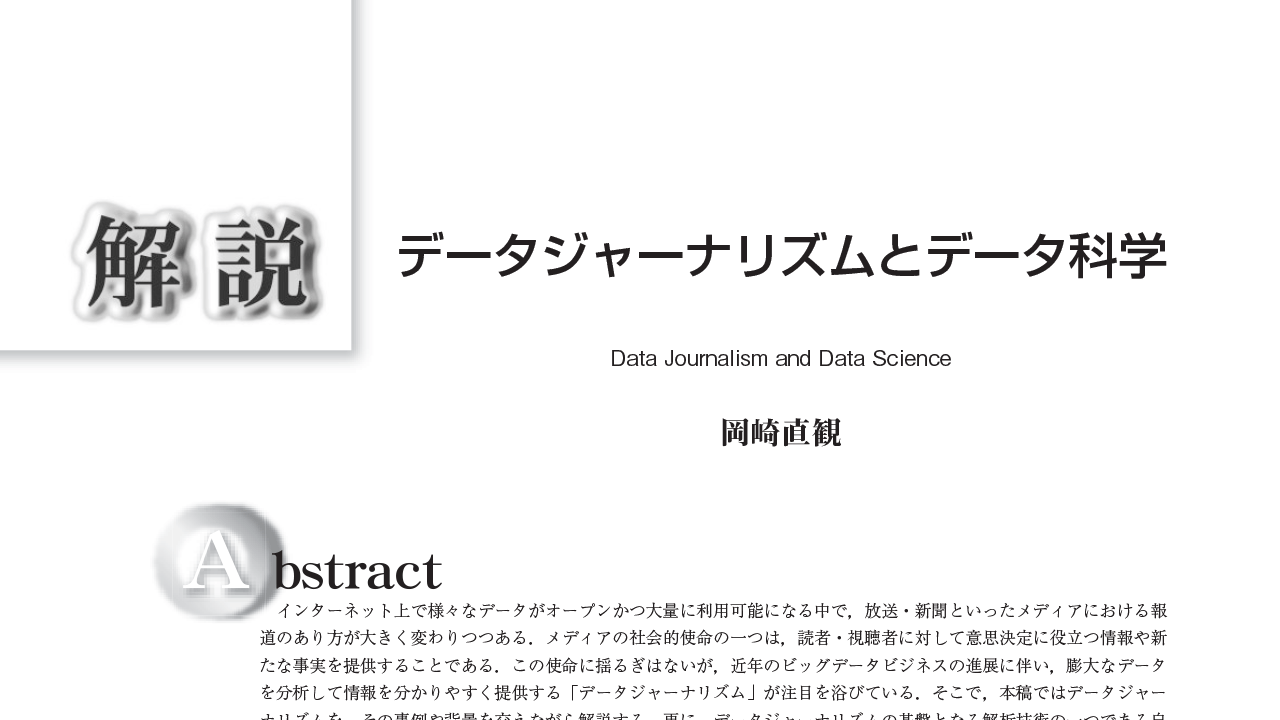 解説
データジャーナリズムとデータ科学
Data Journalism and Data Science
岡崎直観
Abstract
インターネット上で様々なデータがオープンかつ大量に利用可能になる中で，放送・新聞といったメディアにおける報
道のあり方が大きく変わりつつある．メディアの社会的使命の一つは，読者・視聴者に対して意思決定に役立つ情報や新
たな事実を提供することである．この使命に揺るぎはないが，近年のビッグデータビジネスの進展に伴い，膨大なデータ
を分析して情報を分かりやすく提供する「データジャーナリズム」が注目を浴びている．そこで，本稿ではデータジャー
ナリズムを，その事例や背景を交えながら解説する．更に，データジャーナリズムの基盤となる解析技術の一つである自